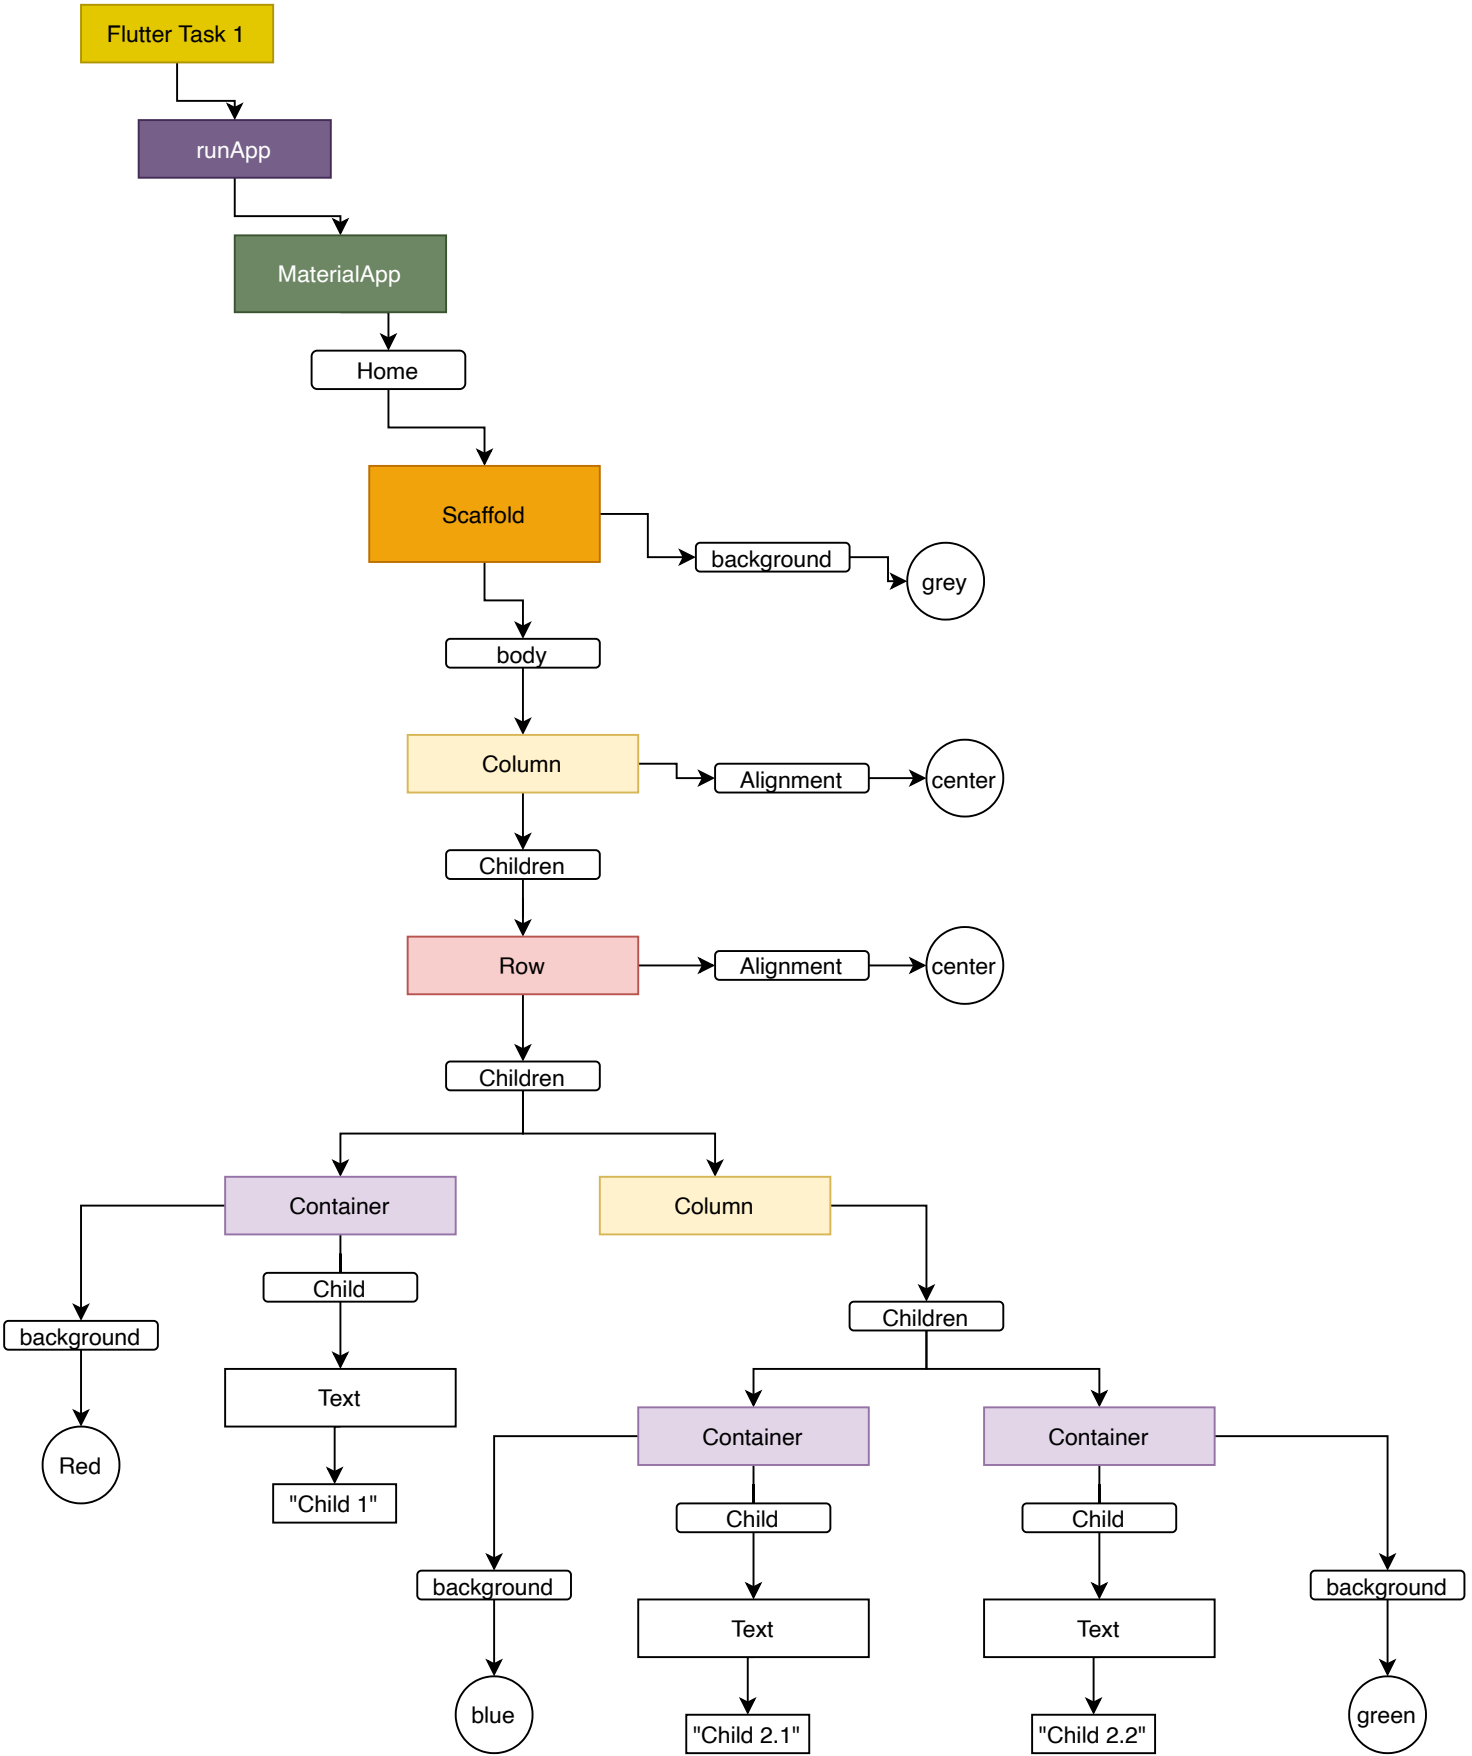 Flutter Task 1
runApp
MaterialApp
Home
Scaffold
background
grey
body
Column
Alignment
center
Children
Row
Alignment
center
Children
Container
Column
Child
Children
background
Text
Red
"Child 1"
Container
Container
Child
Child
background
background
Text
Text
blue
"Child 2.1"
"Child 2.2"
green